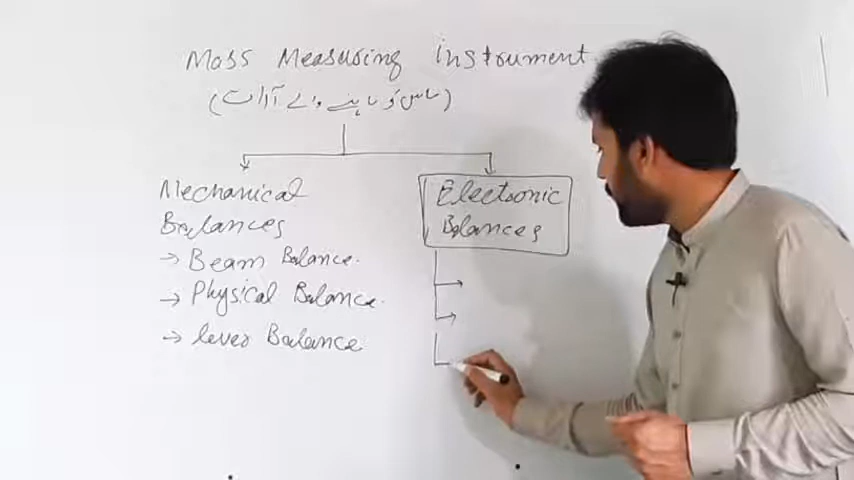 Mass Measuring instrument
(ماس کو ناپنے والے آلات)
Mechanical
Balances
→ Beam Balance.
→ Physical Balance.
→ lever Balance
Electronic
Balances